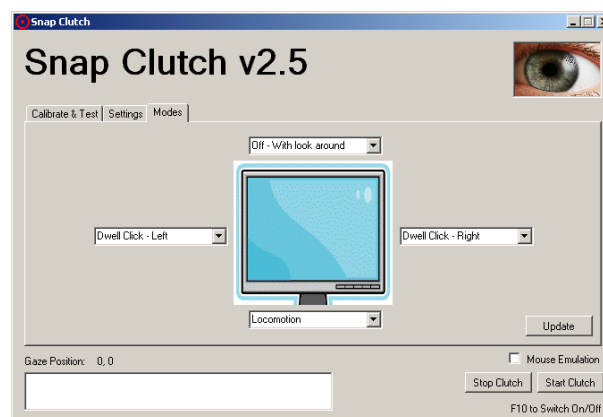 Snap Clutch
Snap Clutch v2.5
Calibrate & Test Settings Modes
Off - With look around
Dwell Click - Left
Dwell Click - Right
Locomotion
Update
Gaze Position: 0, 0
Mouse Emulation
Stop Clutch Start Clutch
F10 to Switch On/Off